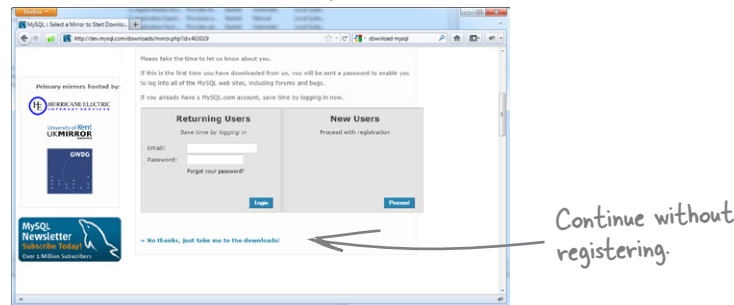 Firefox
MySQL :: Select a Mirror to Start Downlo...
http://dev.mysql.com/downloads/mirror.php?id=403029
download mysql
Please take the time to let us know about you.
If this is the first time you have downloaded from us, you will be sent a password to enable you
to log into all of the MySQL web sites, including forums and bugs.
If you already have a MySQL.com account, save time by logging in now.
Primary mirrors hosted by:
HE HURRICANE ELECTRIC
INTERNET SERVICES
University of Kent
UKMIRROR
GWDG
MySQL
Newsletter
Subscribe Today!
Over 1 Million Subscribers
Returning Users
Save time by logging in
Email:
Password:
Forgot your password?
Login
New Users
Proceed with registration
Proceed
» No thanks, just take me to the downloads!
Continue without
registering.